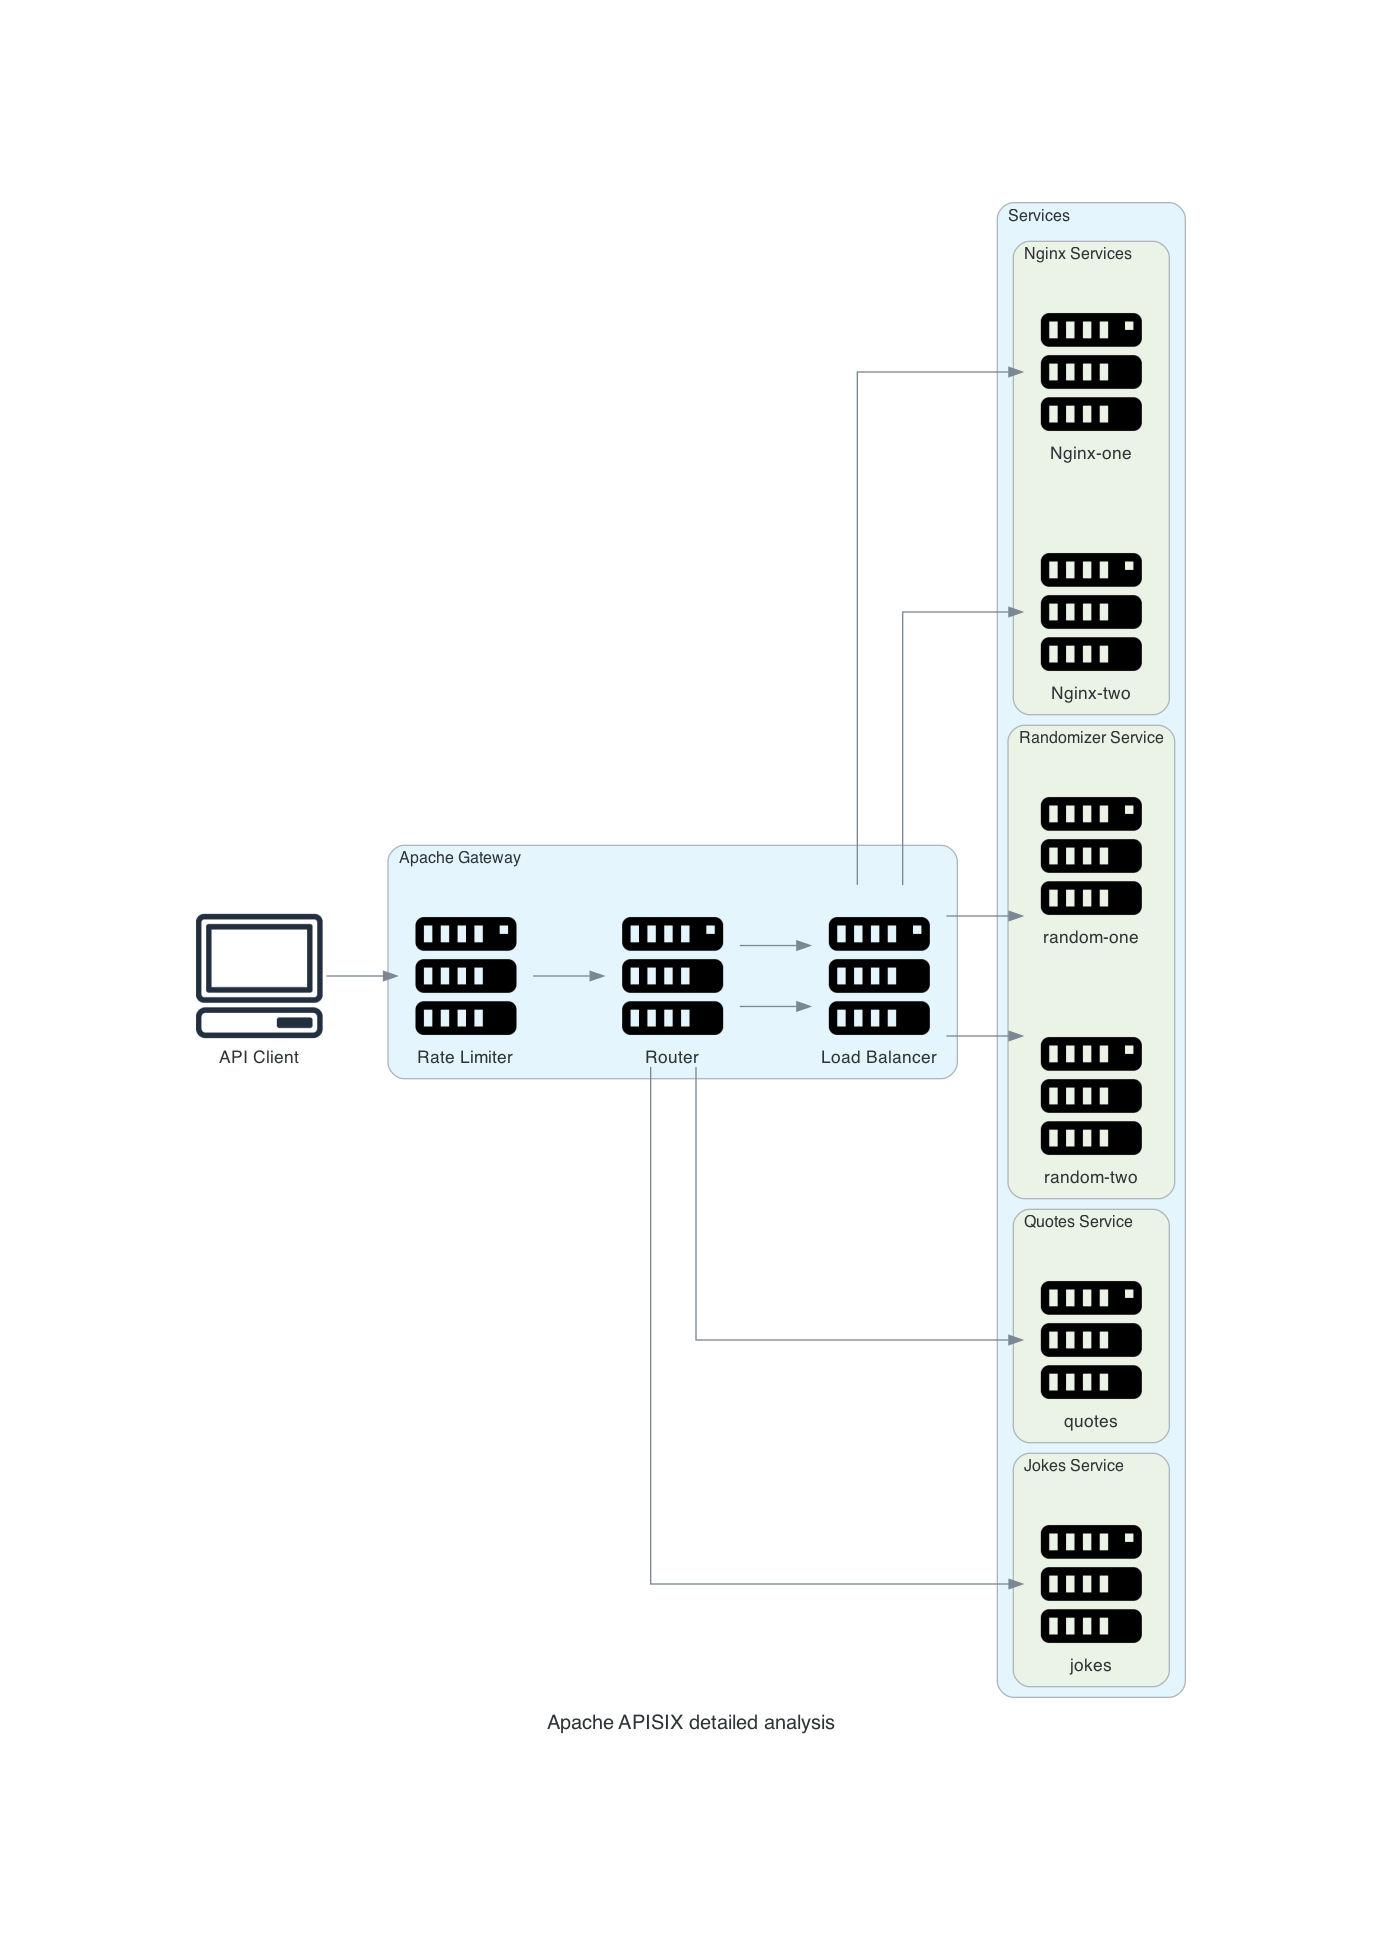 Services
Nginx Services
Nginx-one
Nginx-two
Randomizer Service
random-one
random-two
Apache Gateway
API Client
Rate Limiter
Router
Load Balancer
Quotes Service
quotes
Jokes Service
jokes
Apache APISIX detailed analysis